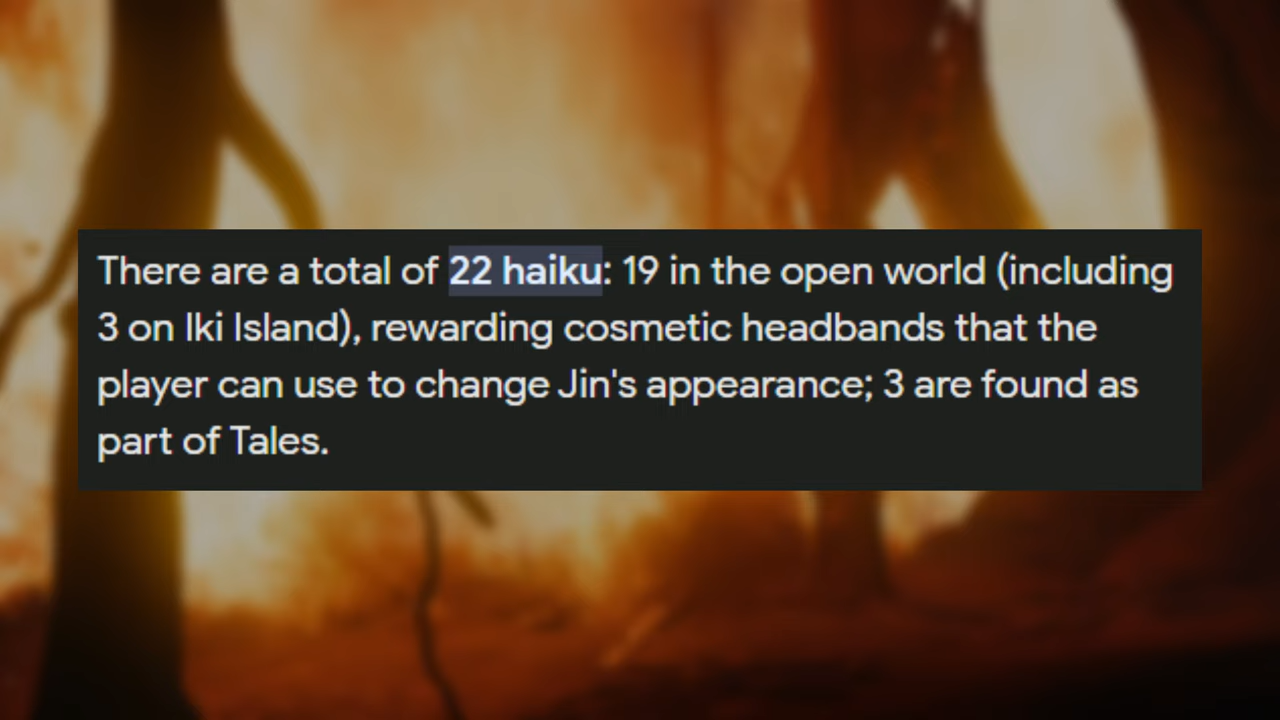 There are a total of 22 haiku: 19 in the open world (including
3 on Iki Island), rewarding cosmetic headbands that the
player can use to change Jin's appearance; 3 are found as
part of Tales.